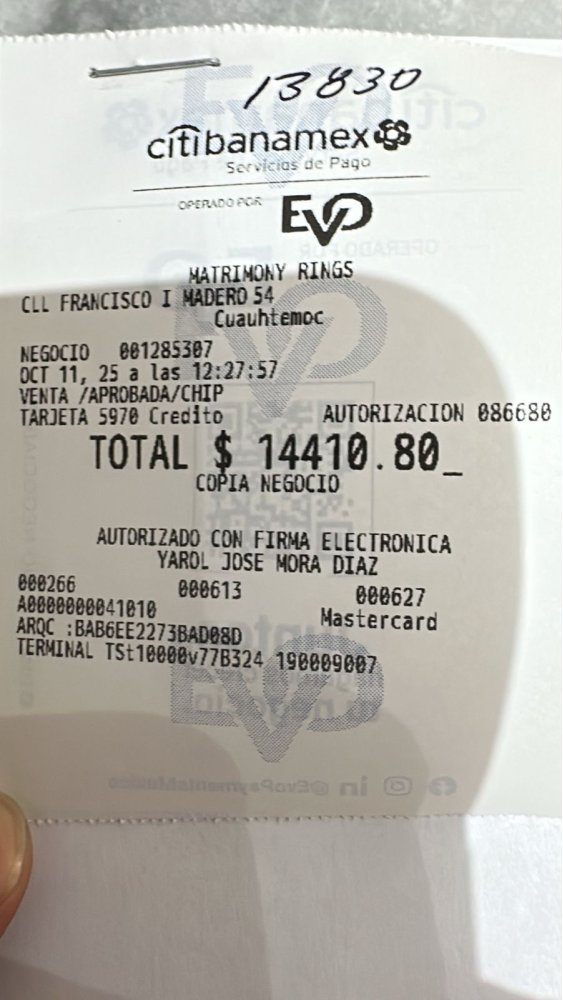 13830
citibanamex
Servicios de Pago
OPERADO POR
EVO
MATRIMONY RINGS
CLL FRANCISCO I MADERO 54
Cuauhtemoc
NEGOCIO 001285307
OCT 11, 25 a las 12:27:57
VENTA /APROBADA/CHIP
TARJETA 5970 Credito AUTORIZACION 086680
TOTAL $ 14410.80_
COPIA NEGOCIO
AUTORIZADO CON FIRMA ELECTRONICA
YAROL JOSE MORA DIAZ
000266 000613 000627
A0000000041010 Mastercard
ARQC :BAB6EE2273BAD08D
TERMINAL TSt10000v77B324 190009007